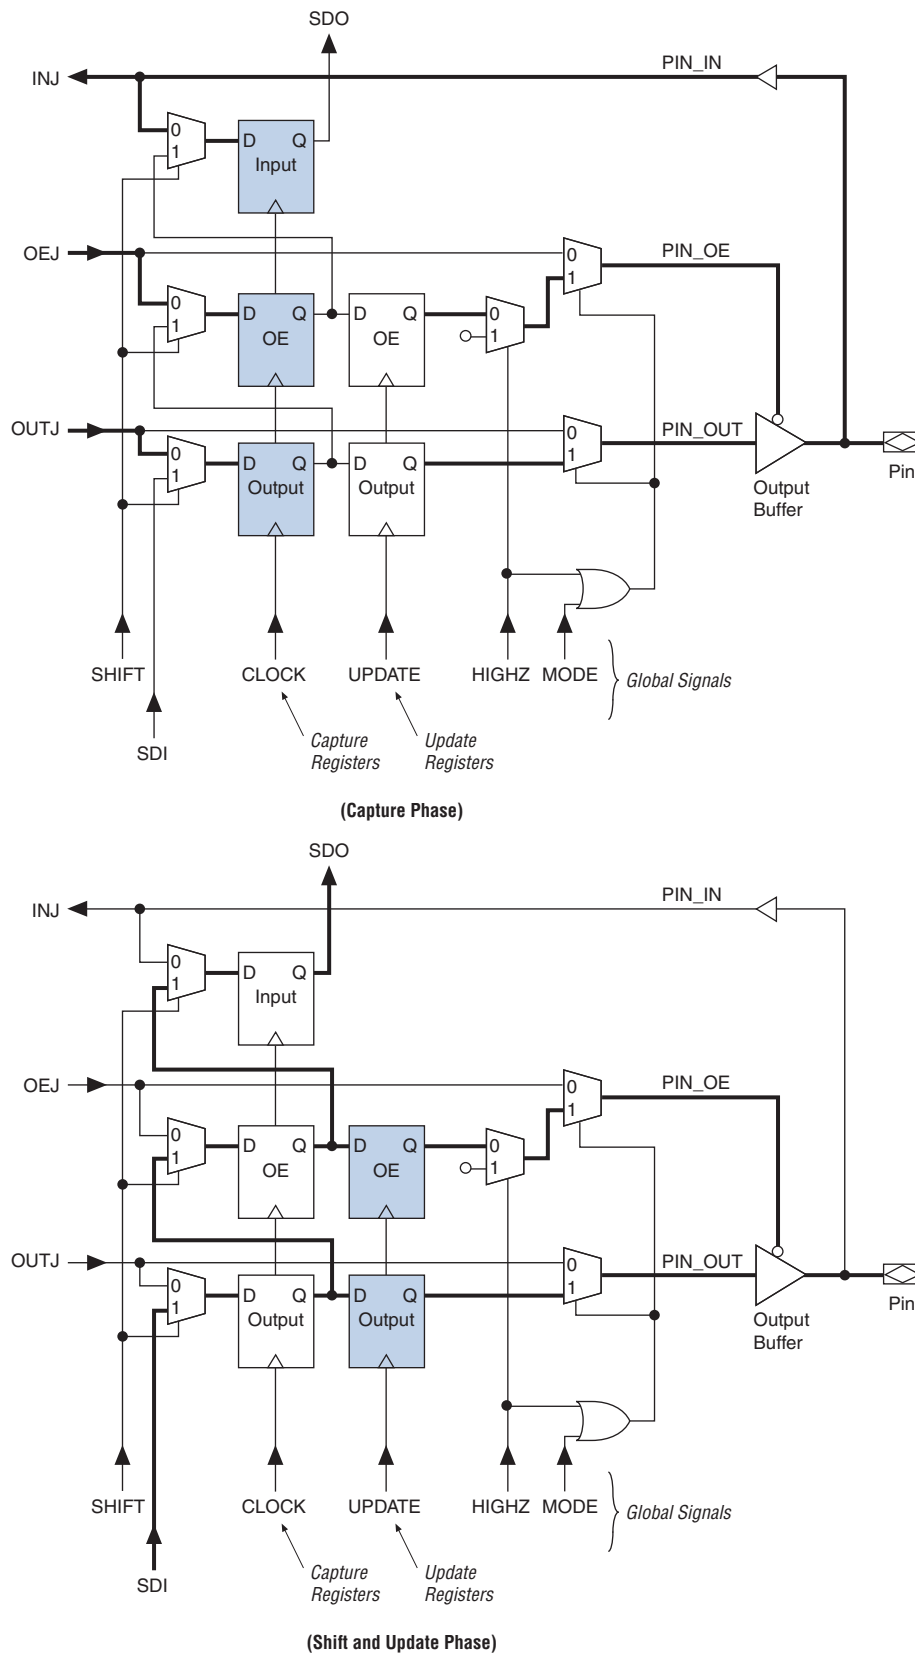 SDO
INJ
PIN_IN
0
1
D Q
Input
OEJ
0
1
PIN_OE
0
1
D Q
OE
D Q
OE
0
1
OUTJ
0
1
PIN_OUT
0
1
D Q
Output
D Q
Output
Output
Buffer
Pin
SHIFT
CLOCK
UPDATE
HIGHZ
MODE
Global Signals
SDI
Capture
Registers
Update
Registers
(Capture Phase)
SDO
INJ
PIN_IN
0
1
D Q
Input
OEJ
0
1
PIN_OE
0
1
D Q
OE
D Q
OE
0
1
OUTJ
0
1
PIN_OUT
0
1
D Q
Output
D Q
Output
Output
Buffer
Pin
SHIFT
CLOCK
UPDATE
HIGHZ
MODE
Global Signals
SDI
Capture
Registers
Update
Registers
(Shift and Update Phase)